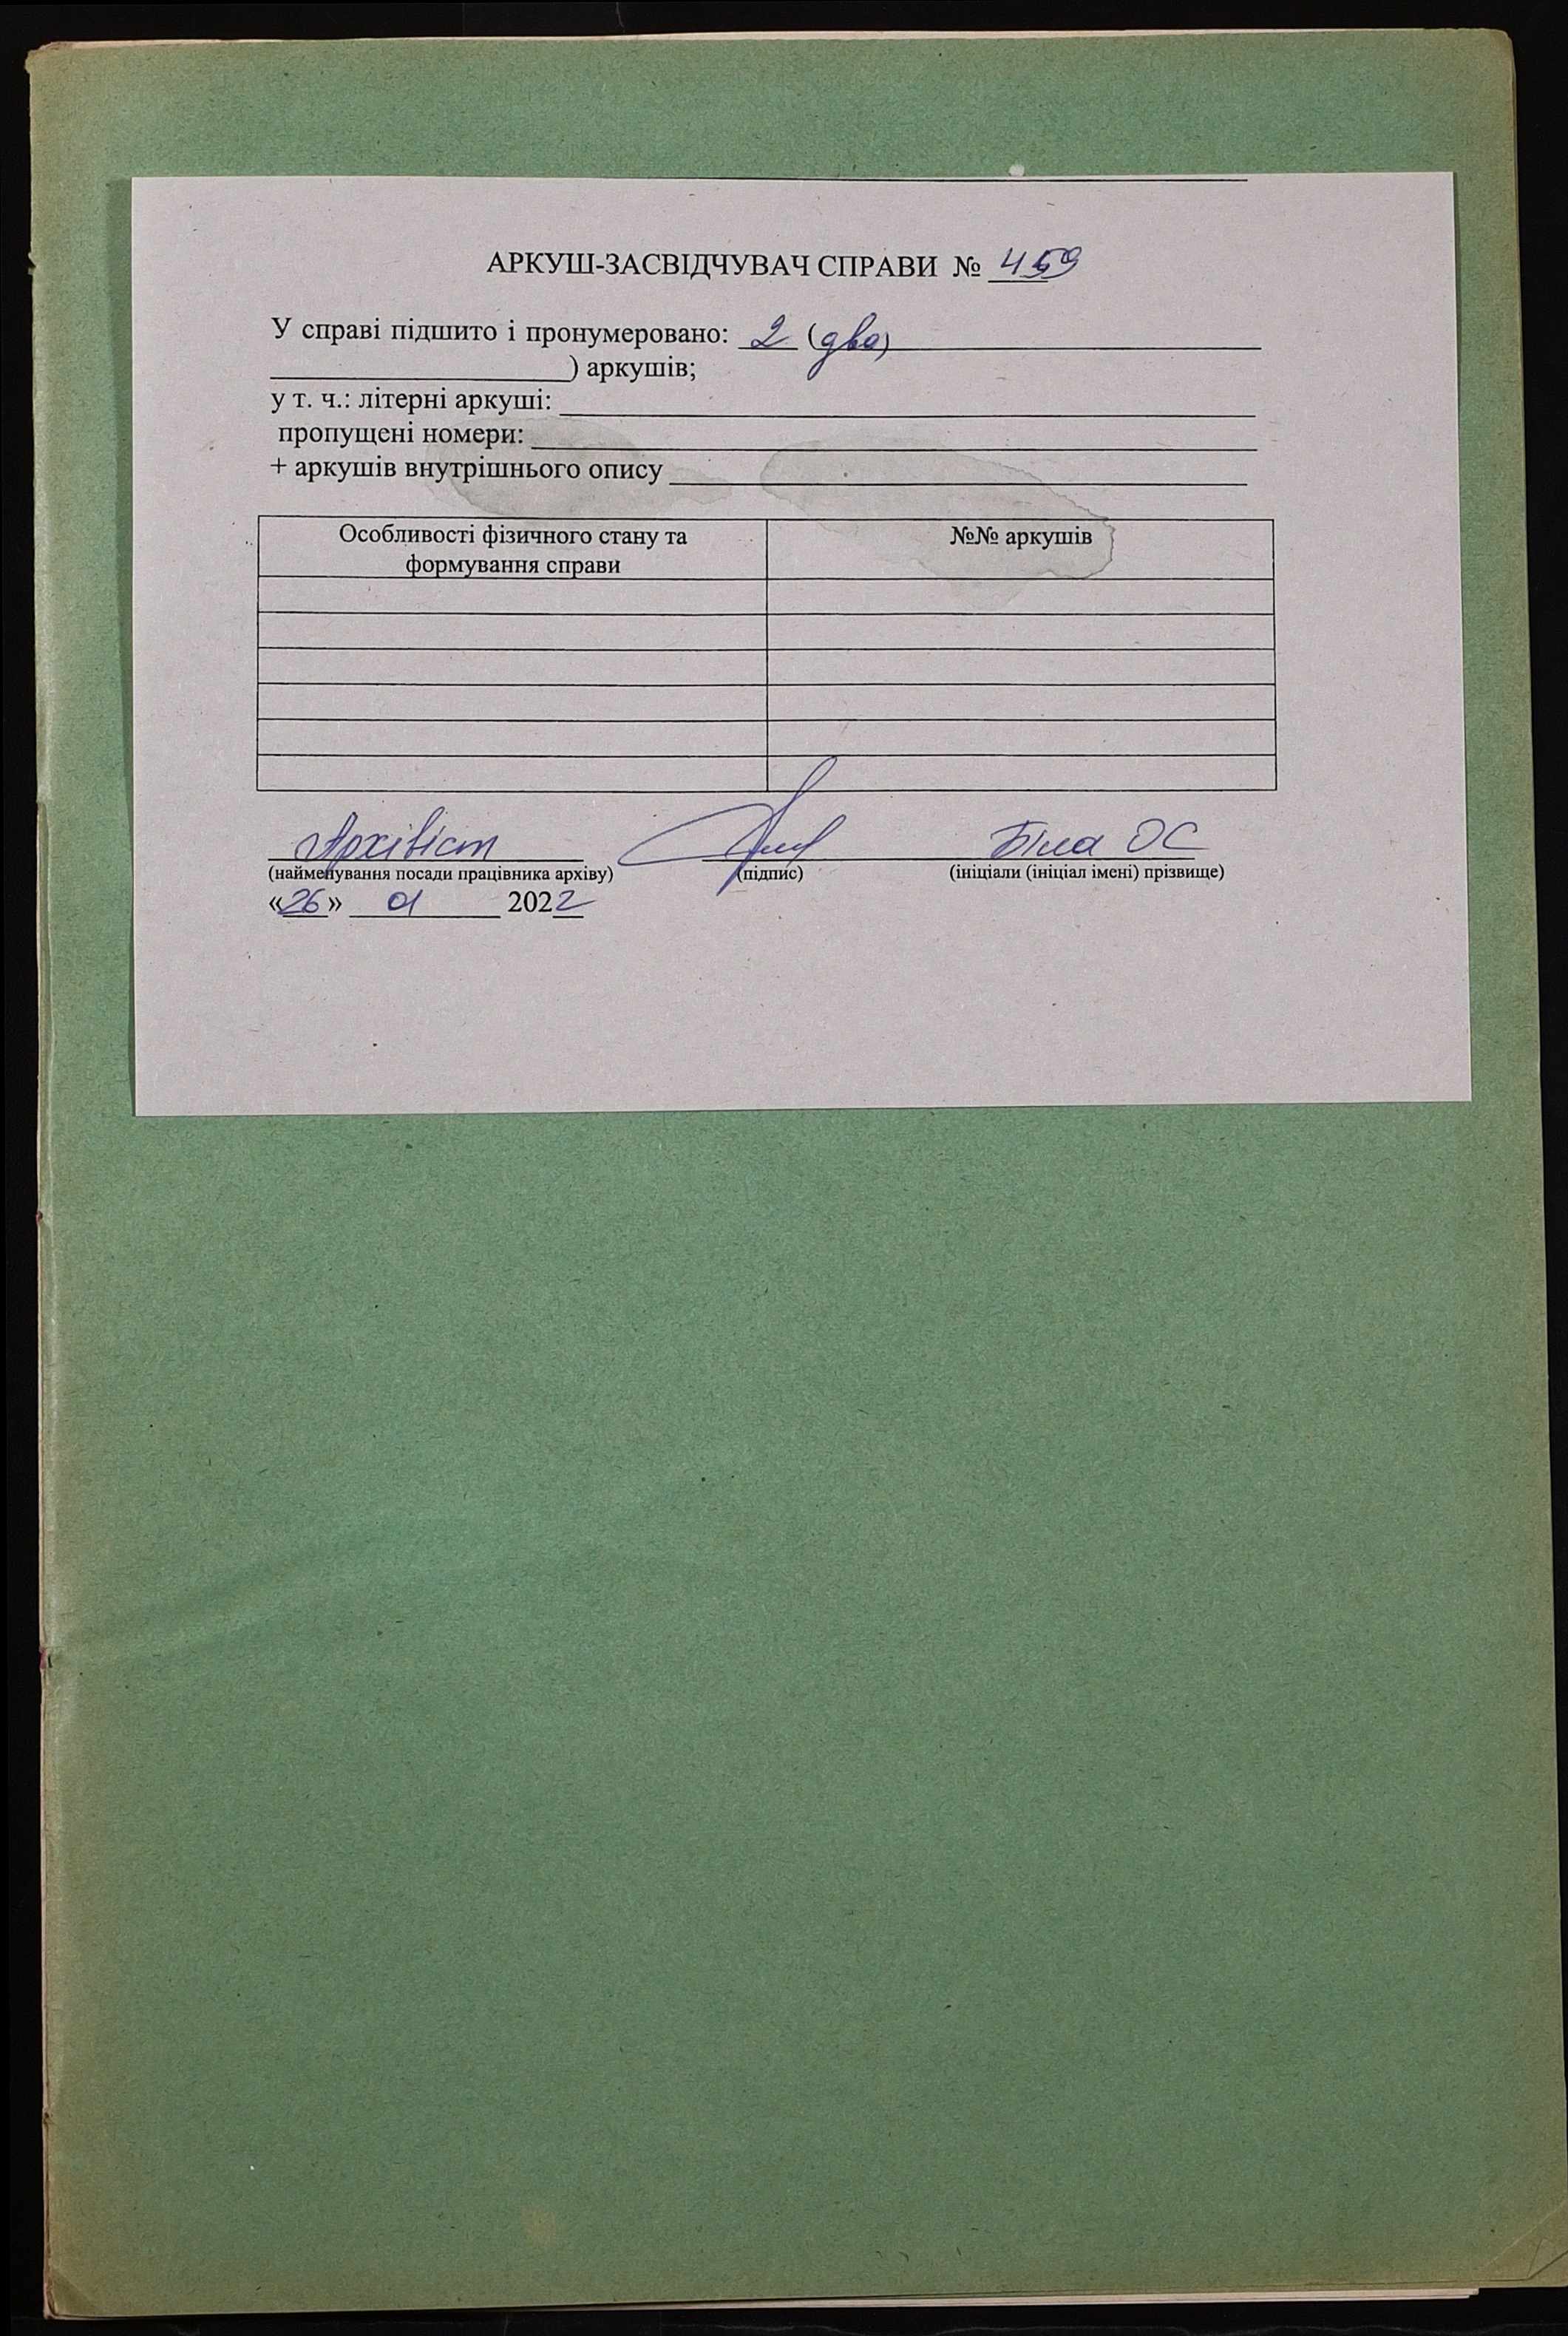 АРКУШ-ЗАСВІДЧУВАЧ СПРАВИ № 459
У справі підшито і пронумеровано: 2 (два)
) аркушів;
у т. ч.: літерні аркуші:
пропущені номери:
+ аркушів внутрішнього опису
Особливості фізичного стану та
формування справи
№№ аркушів
Архівіст Біла ОС
(найменування посади працівника архіву) (підпис) (ініціали (ініціал імені) прізвище)
«26» 01 2022